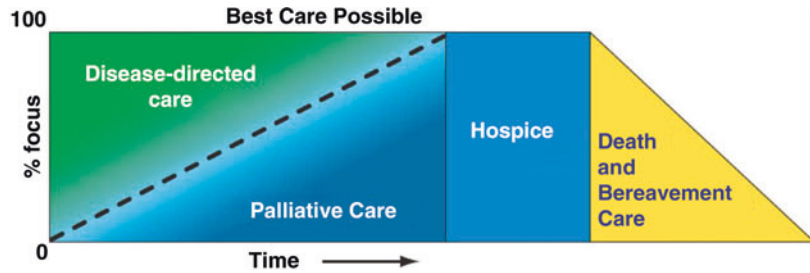 Best Care Possible
100
% focus
0
Disease-directed
care
Palliative Care
Hospice
Death
and
Bereavement
Care
Time